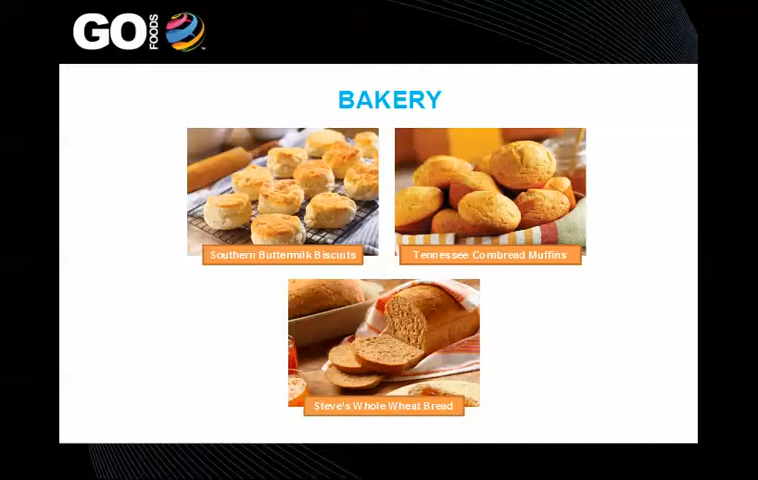 GO
FOODS
BAKERY
Southern Buttermilk Biscuits
Tennessee Cornbread Muffins
Steve's Whole Wheat Bread